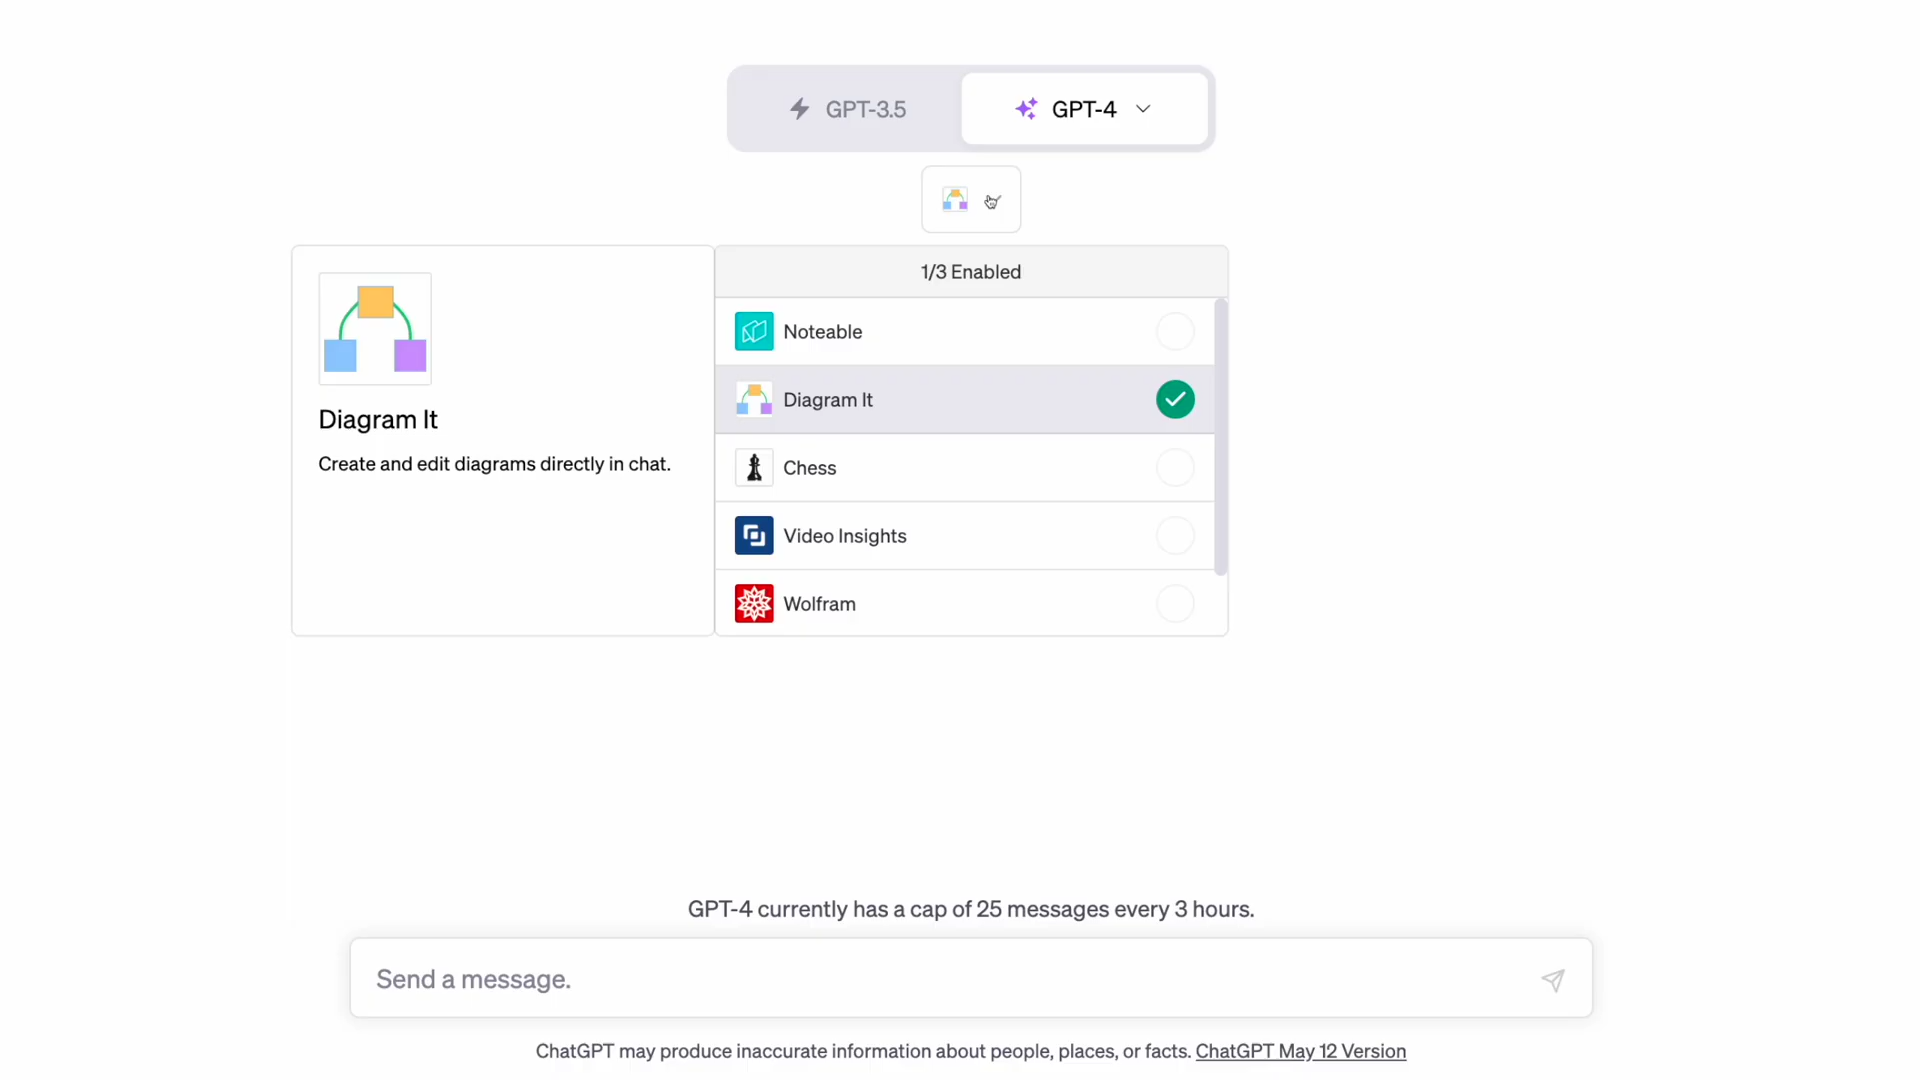 GPT-3.5
GPT-4
1/3 Enabled
Noteable
Diagram It
Chess
Video Insights
Wolfram
Diagram It
Create and edit diagrams directly in chat.
GPT-4 currently has a cap of 25 messages every 3 hours.
Send a message.
ChatGPT may produce inaccurate information about people, places, or facts. ChatGPT May 12 Version